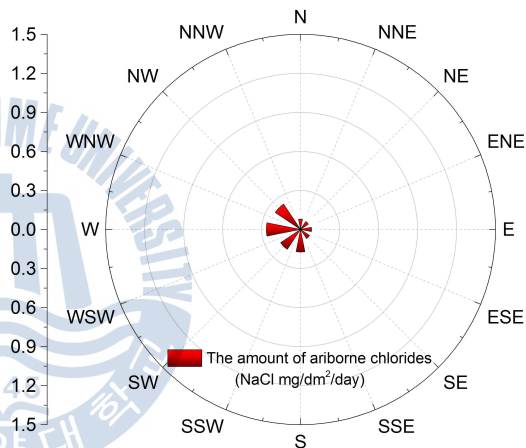 N
NNW
NNE
NW
NE
WNW
ENE
W
E
WSW
ESE
SW
SE
SSW
SSE
S
1.5
1.2
0.9
0.6
0.3
0.0
0.3
0.6
0.9
1.2
1.5
The amount of ariborne chlorides
(NaCl mg/dm²/day)
UNIVERSITY